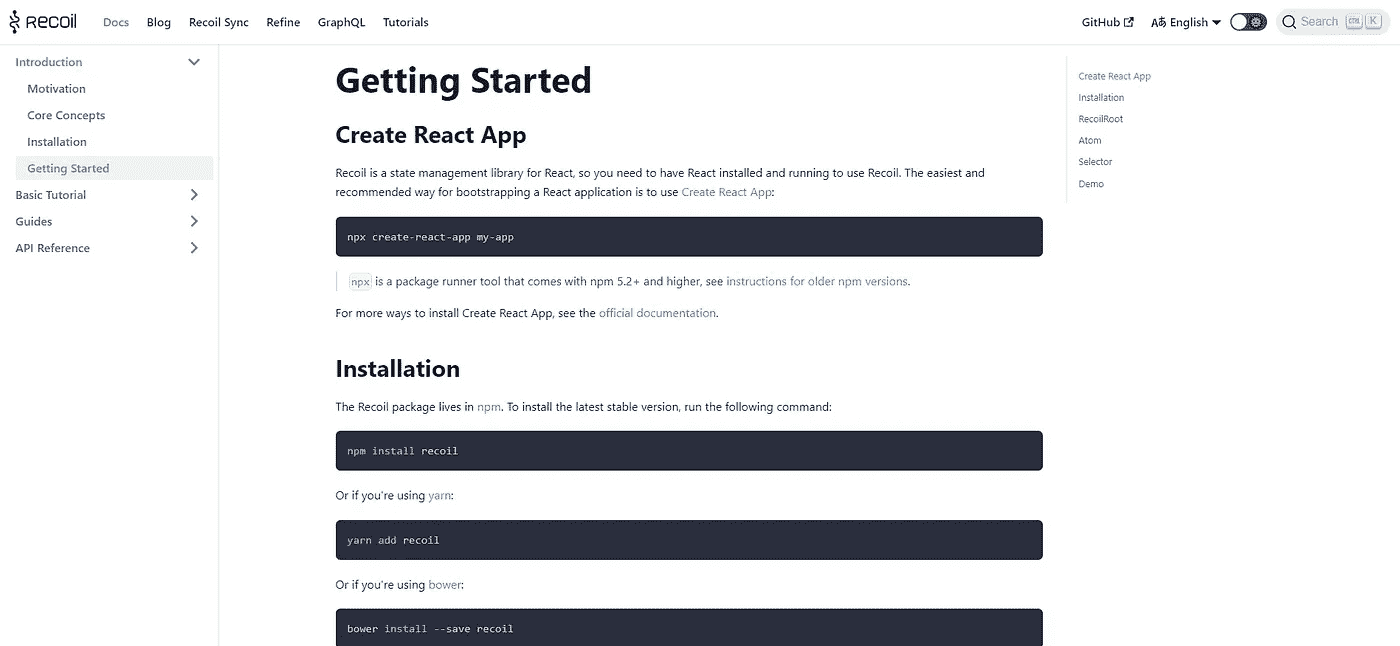 Recoil
Docs
Blog
Recoil Sync
Refine
GraphQL
Tutorials
GitHub
Aあ English
Search
ctrl K
Introduction
Motivation
Core Concepts
Installation
Getting Started
Basic Tutorial
Guides
API Reference
Getting Started
Create React App
Recoil is a state management library for React, so you need to have React installed and running to use Recoil. The easiest and
recommended way for bootstrapping a React application is to use Create React App:
npx create-react-app my-app
npx is a package runner tool that comes with npm 5.2+ and higher, see instructions for older npm versions.
For more ways to install Create React App, see the official documentation.
Installation
The Recoil package lives in npm. To install the latest stable version, run the following command:
npm install recoil
Or if you're using yarn:
yarn add recoil
Or if you're using bower:
bower install --save recoil
Create React App
Installation
RecoilRoot
Atom
Selector
Demo